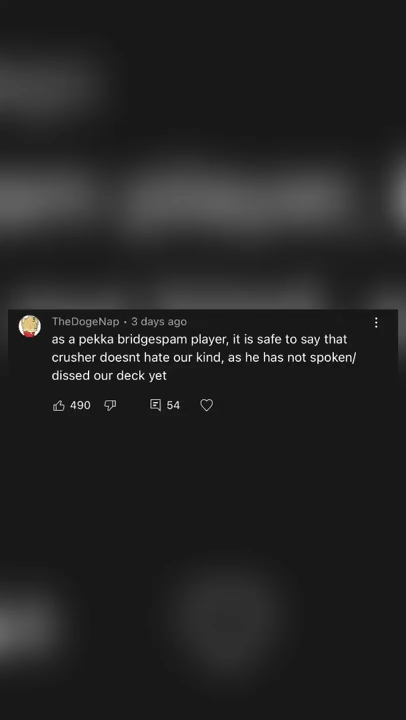 TheDogeNap • 3 days ago
as a pekka bridgespam player, it is safe to say that
crusher doesnt hate our kind, as he has not spoken/
dissed our deck yet
490 54